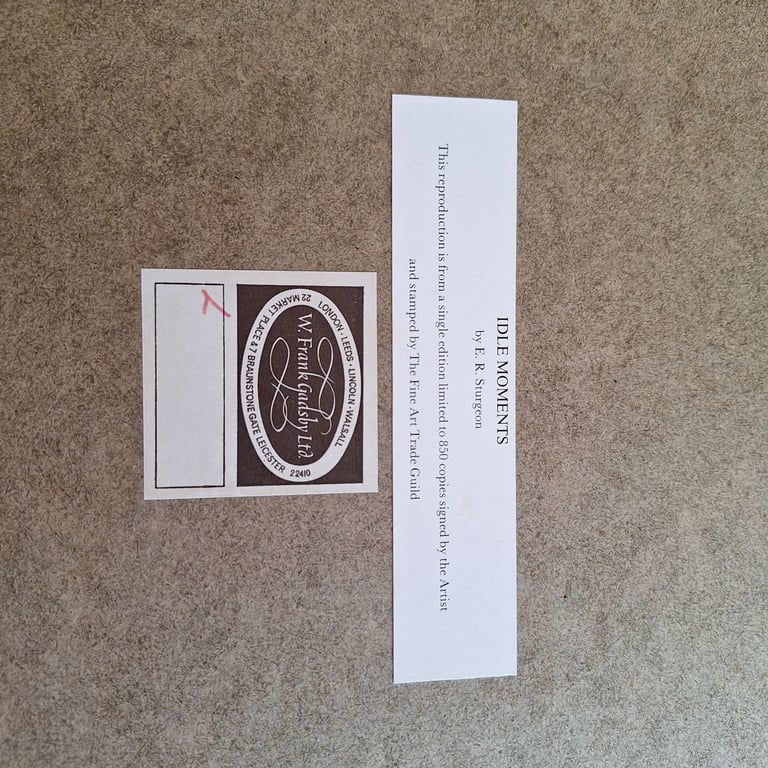 IDLE MOMENTS
by E. R. Sturgeon
This reproduction is from a single edition limited to 850 copies signed by the Artist
and stamped by The Fine Art Trade Guild
LONDON · LEEDS · LINCOLN · WALSALL
W. Frank Gadsby Ltd.
22 MARKET PLACE 47 BRAUNSTONE GATE LEICESTER 22410